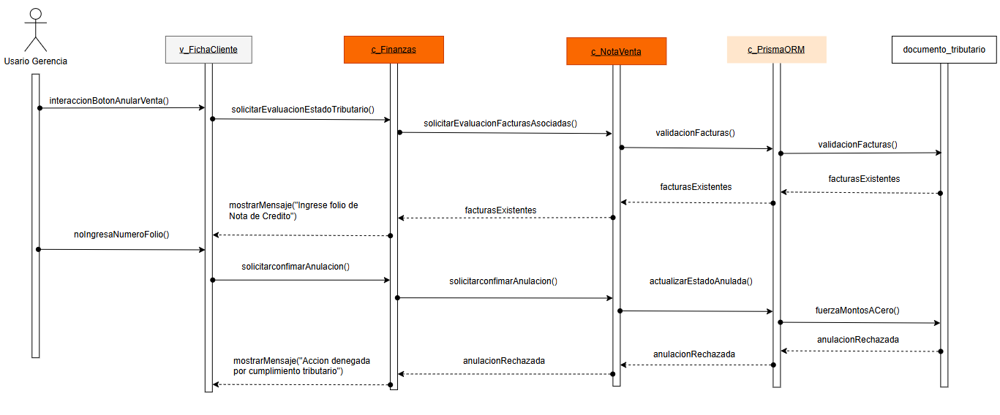 Usario Gerencia
v_FichaCliente
c_Finanzas
c_NotaVenta
c_PrismaORM
documento_tributario
interaccionBotonAnularVenta()
solicitarEvaluacionEstadoTributario()
solicitarEvaluacionFacturasAsociadas()
validacionFacturas()
validacionFacturas()
facturasExistentes
facturasExistentes
facturasExistentes
mostrarMensaje("Ingrese folio de
Nota de Credito")
noIngresaNumeroFolio()
solicitarconfimarAnulacion()
solicitarconfimarAnulacion()
actualizarEstadoAnulada()
fuerzaMontosACero()
anulacionRechazada
anulacionRechazada
anulacionRechazada
mostrarMensaje("Accion denegada
por cumplimiento tributario")